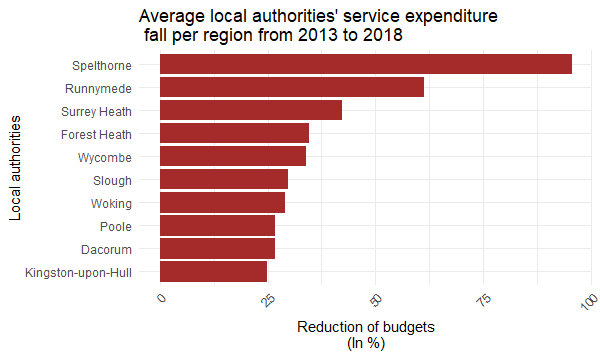 Average local authorities' service expenditure
fall per region from 2013 to 2018
Local authorities
Spelthorne
Runnymede
Surrey Heath
Forest Heath
Wycombe
Slough
Woking
Poole
Dacorum
Kingston-upon-Hull
0 25 50 75 100
Reduction of budgets
(In %)